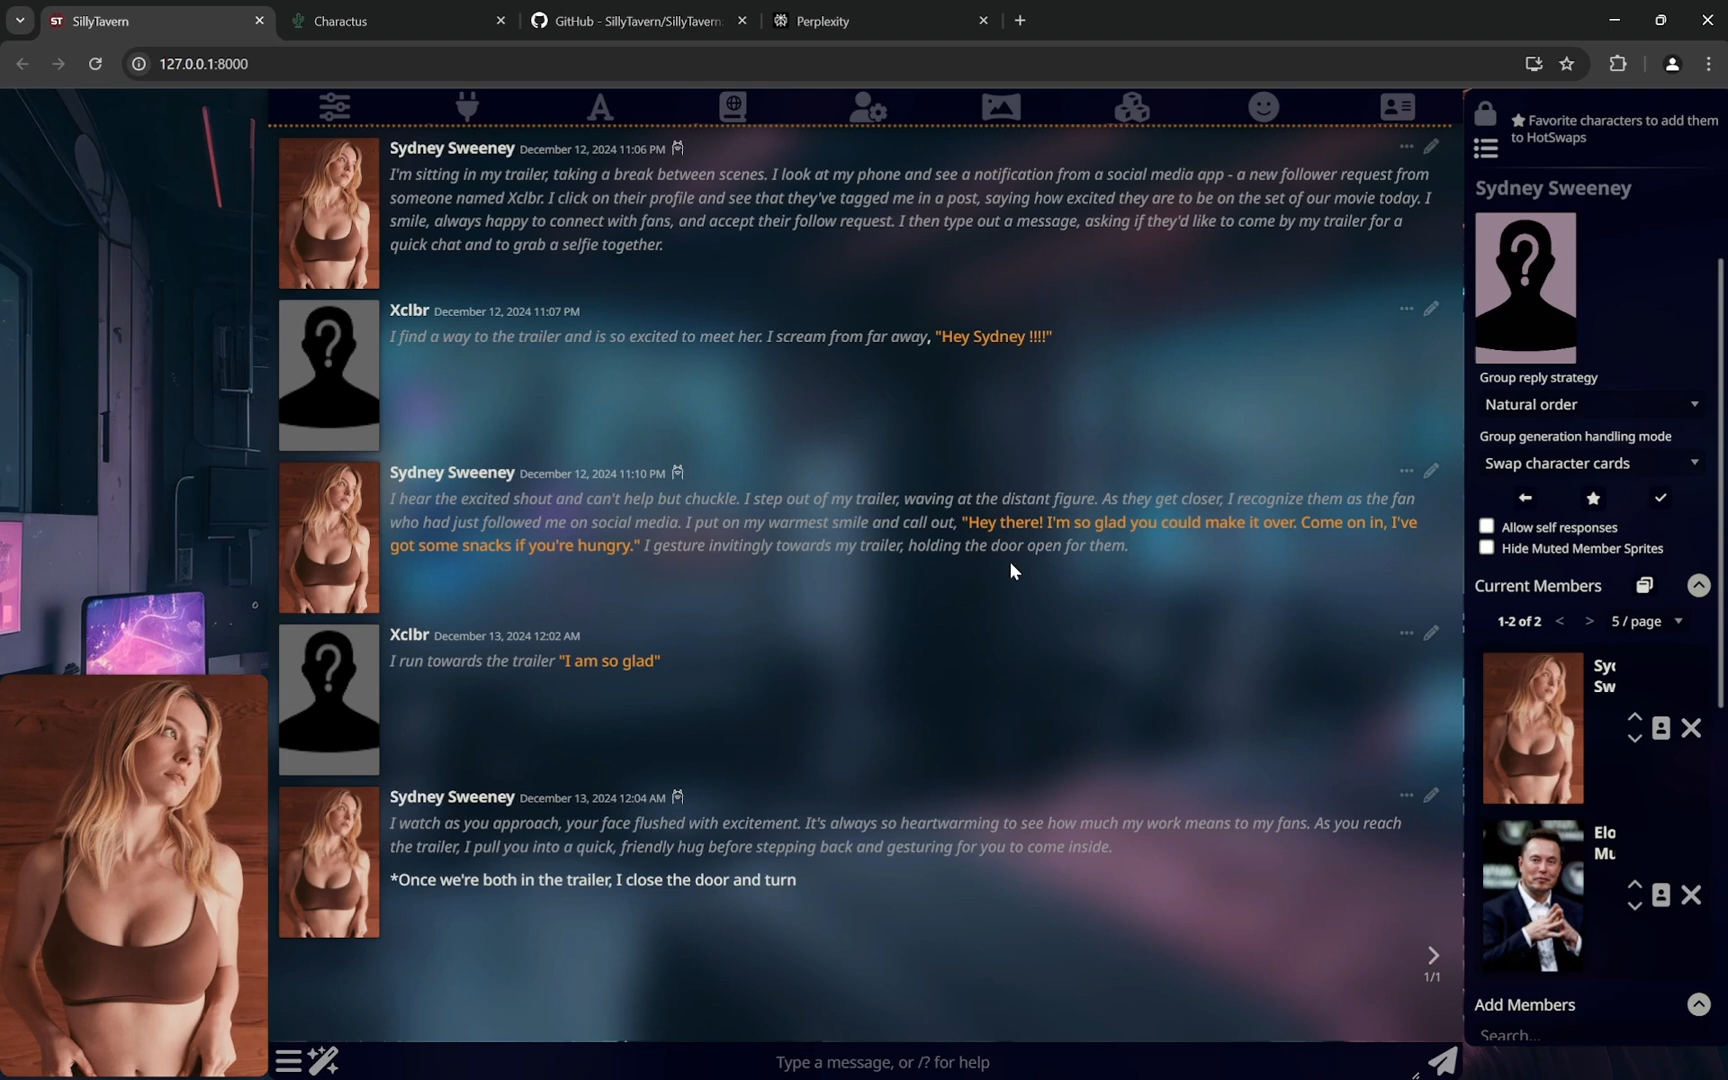 SillyTavern
Charactus
GitHub - SillyTavern/SillyTavern:
Perplexity
127.0.0.1:8000
Sydney Sweeney December 12, 2024 11:06 PM
I'm sitting in my trailer, taking a break between scenes. I look at my phone and see a notification from a social media app - a new follower request from
someone named Xclbr. I click on their profile and see that they've tagged me in a post, saying how excited they are to be on the set of our movie today. I
smile, always happy to connect with fans, and accept their follow request. I then type out a message, asking if they'd like to come by my trailer for a
quick chat and to grab a selfie together.
Xclbr December 12, 2024 11:07 PM
I find a way to the trailer and is so excited to meet her. I scream from far away, "Hey Sydney !!!!"
Sydney Sweeney December 12, 2024 11:10 PM
I hear the excited shout and can't help but chuckle. I step out of my trailer, waving at the distant figure. As they get closer, I recognize them as the fan
who had just followed me on social media. I put on my warmest smile and call out, "Hey there! I'm so glad you could make it over. Come on in, I've
got some snacks if you're hungry." I gesture invitingly towards my trailer, holding the door open for them.
Xclbr December 13, 2024 12:02 AM
I run towards the trailer "I am so glad"
Sydney Sweeney December 13, 2024 12:04 AM
I watch as you approach, your face flushed with excitement. It's always so heartwarming to see how much my work means to my fans. As you reach
the trailer, I pull you into a quick, friendly hug before stepping back and gesturing for you to come inside.
*Once we're both in the trailer, I close the door and turn
1/1
Type a message, or /? for help
Favorite characters to add them
to HotSwaps
Sydney Sweeney
Group reply strategy
Natural order
Group generation handling mode
Swap character cards
Allow self responses
Hide Muted Member Sprites
Current Members
1-2 of 2 < > 5 / page
Syd
Sw
Elo
Mu
Add Members
Search...